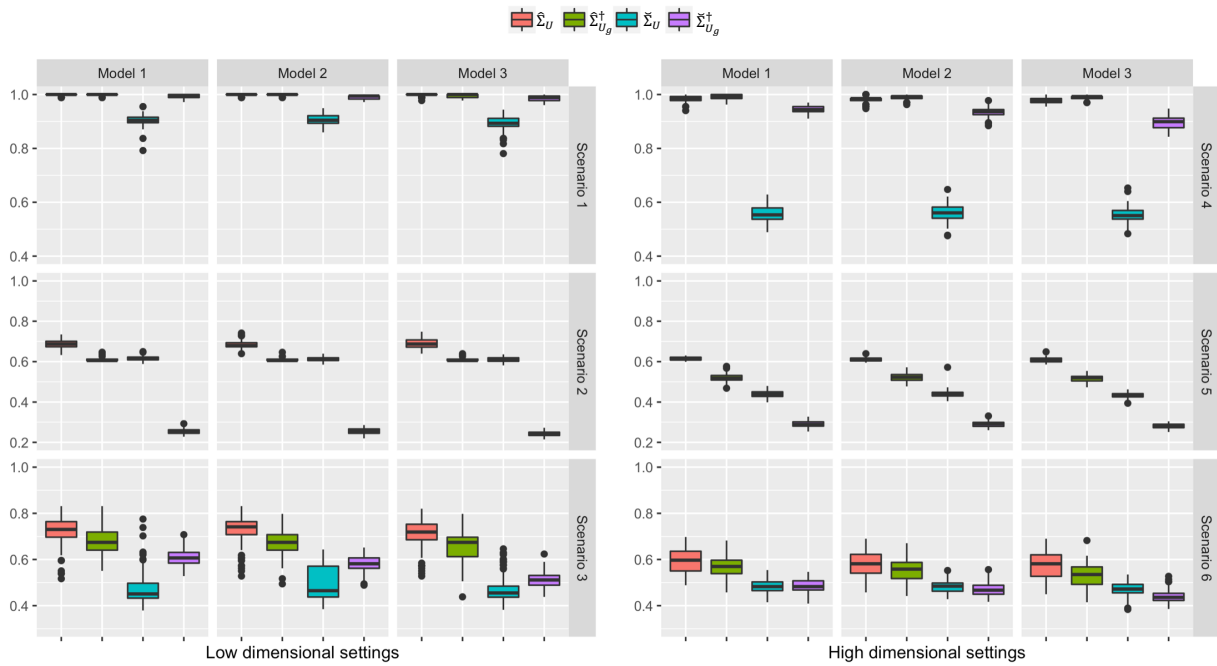 Σ̂_U Σ̂†_{U_g} Σ̌_U Σ̌†_{U_g}
Model 1 Model 2 Model 3
1.0
0.8
0.6
0.4
Scenario 1
1.0
0.8
0.6
0.4
0.2
Scenario 2
1.0
0.8
0.6
0.4
Scenario 3
Low dimensional settings
Model 1 Model 2 Model 3
1.0
0.8
0.6
0.4
Scenario 4
1.0
0.8
0.6
0.4
0.2
Scenario 5
1.0
0.8
0.6
0.4
Scenario 6
High dimensional settings